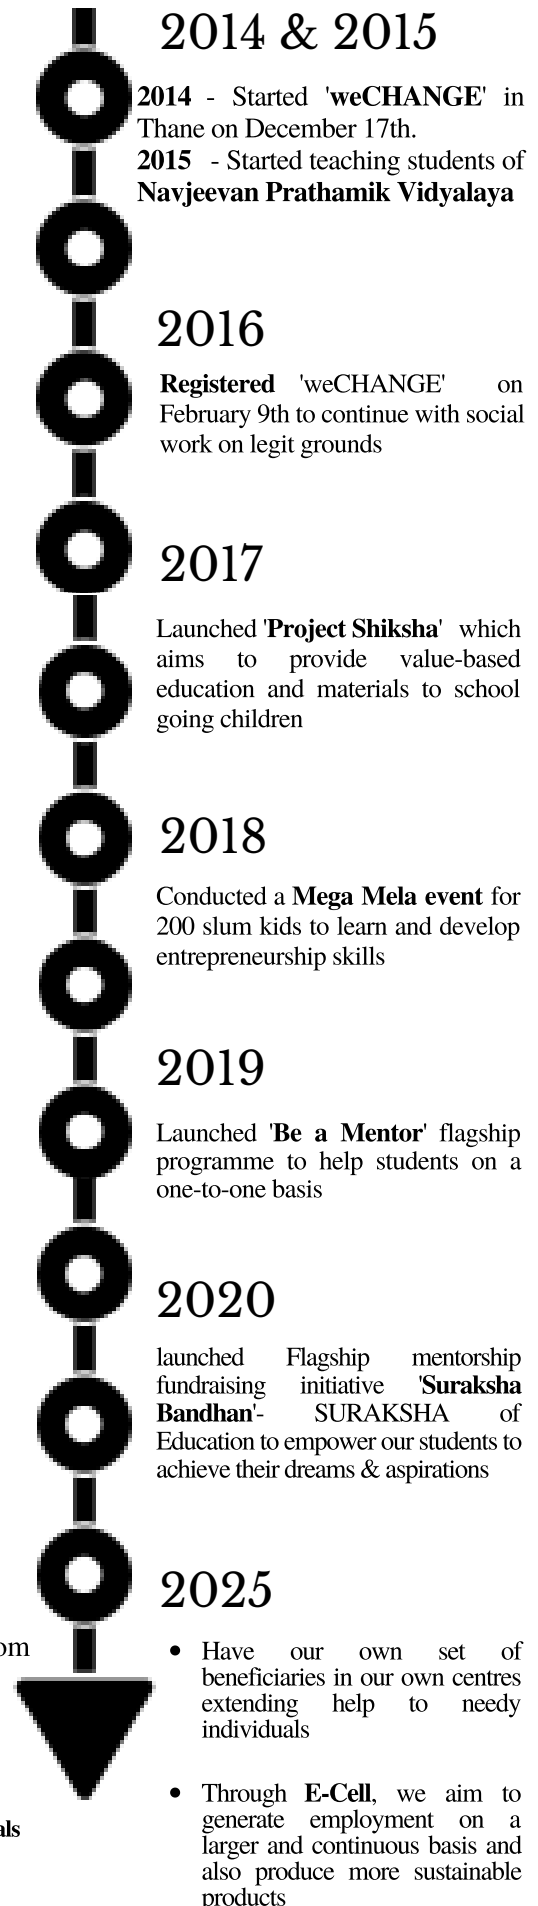 2014 & 2015
2014 - Started 'weCHANGE' in
Thane on December 17th.
2015 - Started teaching students of
Navjeevan Prathamik Vidyalaya
2016
Registered 'weCHANGE' on
February 9th to continue with social
work on legit grounds
2017
Launched 'Project Shiksha' which
aims to provide value-based
education and materials to school
going children
2018
Conducted a Mega Mela event for
200 slum kids to learn and develop
entrepreneurship skills
2019
Launched 'Be a Mentor' flagship
programme to help students on a
one-to-one basis
2020
launched Flagship mentorship
fundraising initiative 'Suraksha
Bandhan'- SURAKSHA of
Education to empower our students to
achieve their dreams & aspirations
2025
om
• Have our own set of
beneficiaries in our own centres
extending help to needy
individuals
• Through E-Cell, we aim to
generate employment on a
als
larger and continuous basis and
also produce more sustainable
products